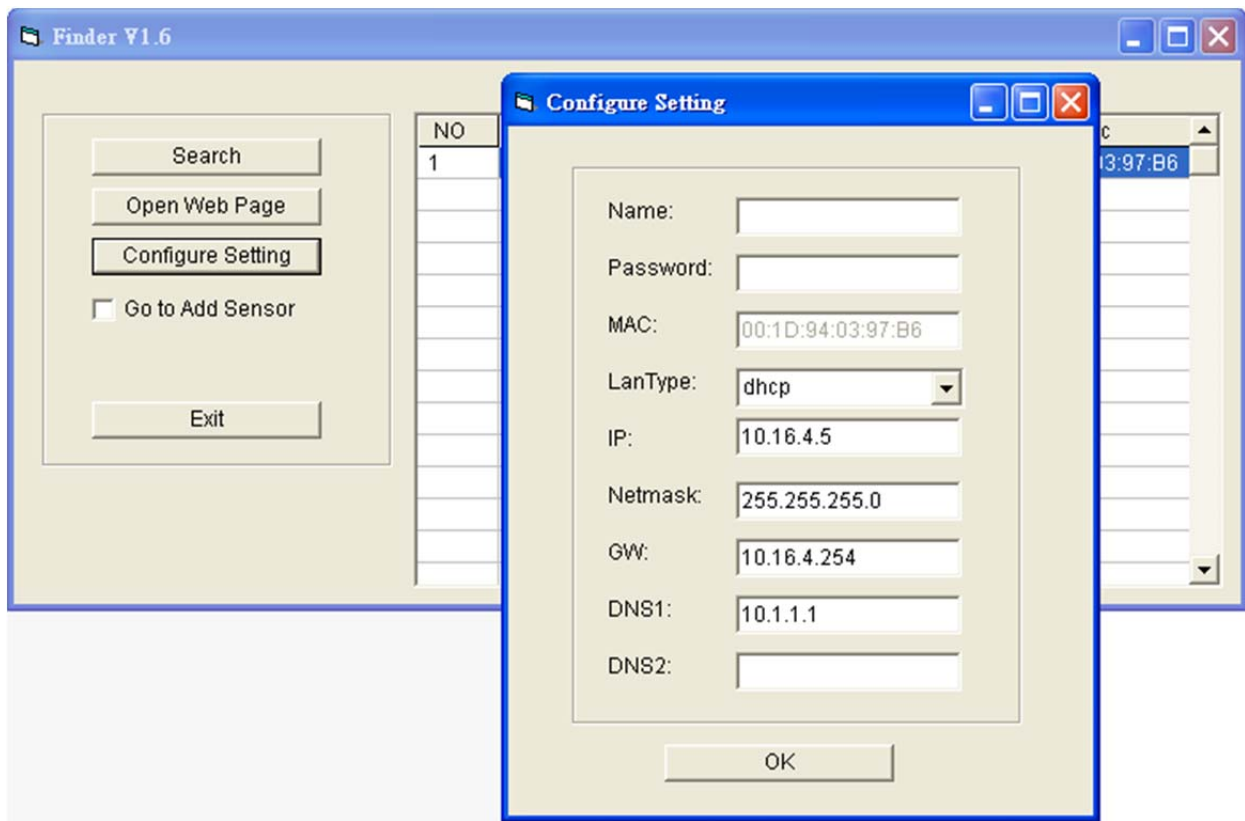 Finder V1.6
Search
Open Web Page
Configure Setting
Go to Add Sensor
Exit
NO
1
c
03:97:B6
Configure Setting
Name:
Password:
MAC: 00:1D:94:03:97:B6
LanType: dhcp
IP: 10.16.4.5
Netmask: 255.255.255.0
GW: 10.16.4.254
DNS1: 10.1.1.1
DNS2:
OK